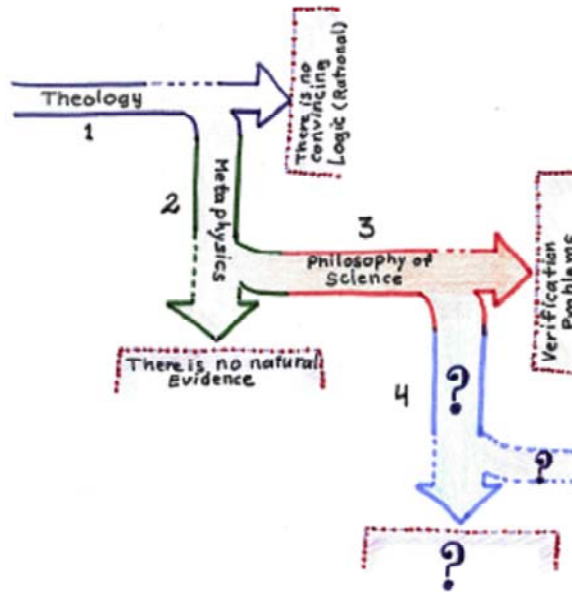 Theology
1
There is no
convincing
Logic (Rational)
2
Metaphysics
3
Philosophy of
Science
Verification
Problems
There is no natural
Evidence
4
?
?
?